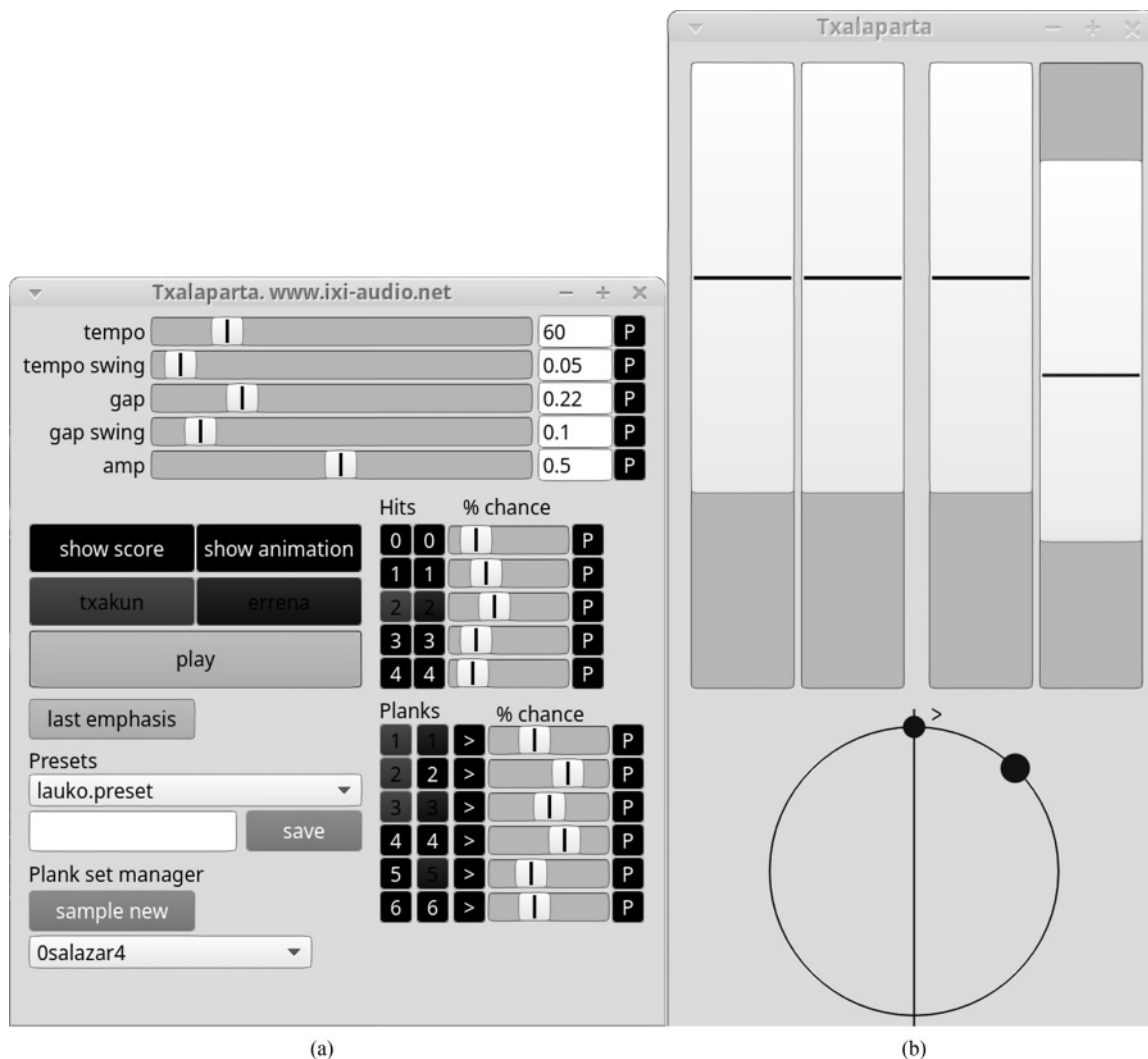 Txalaparta
Txalaparta. www.ixi-audio.net
tempo 60 P
tempo swing 0.05 P
gap 0.22 P
gap swing 0.1 P
amp 0.5 P
Hits % chance
show score show animation
0 0 P
1 1 P
txakun errena
2 2 P
3 3 P
play
4 4 P
last emphasis
Planks % chance
1 1 > P
Presets
2 2 > P
lauko.preset
3 3 > P
save
4 4 > P
Plank set manager
5 5 > P
sample new
6 6 > P
0salazar4
>
(a) (b)